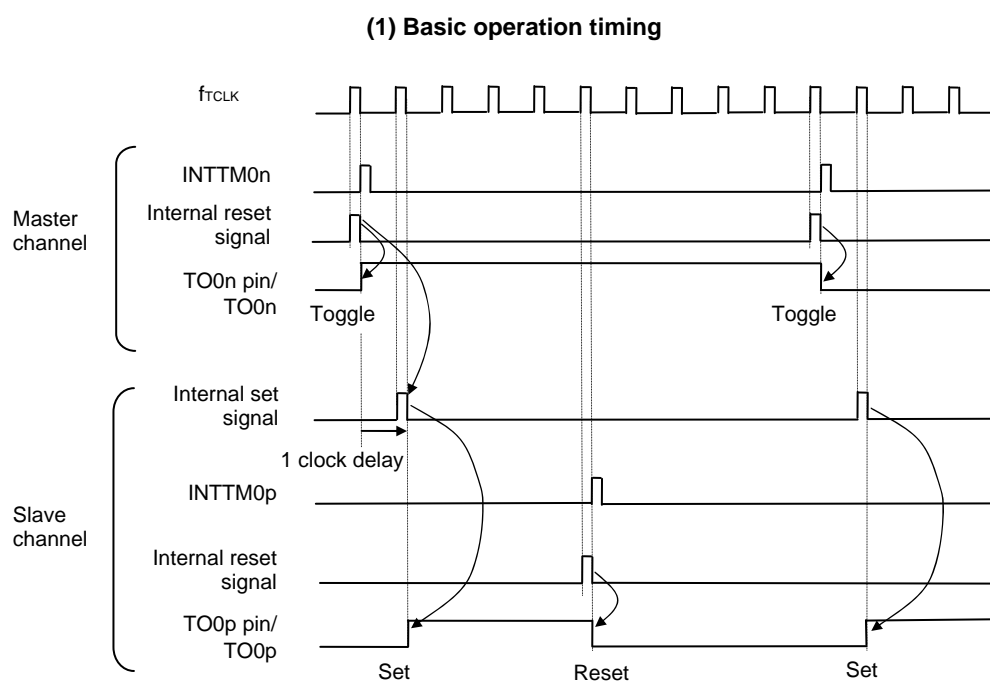 (1) Basic operation timing
fTCLK
INTTM0n
Master
channel
Internal reset
signal
TO0n pin/
TO0n
Toggle
Toggle
Internal set
signal
1 clock delay
INTTM0p
Slave
channel
Internal reset
signal
TO0p pin/
TO0p
Set
Reset
Set